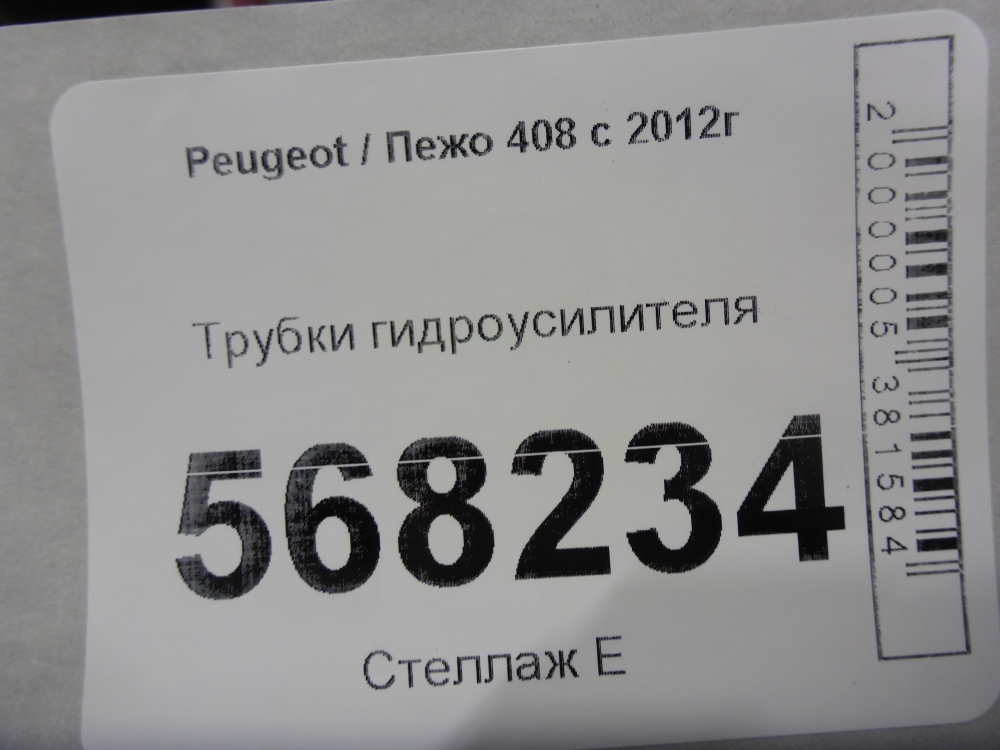 Peugeot / Пежо 408 с 2012г
Трубки гидроусилителя
568234
Стеллаж Е
2000005381584